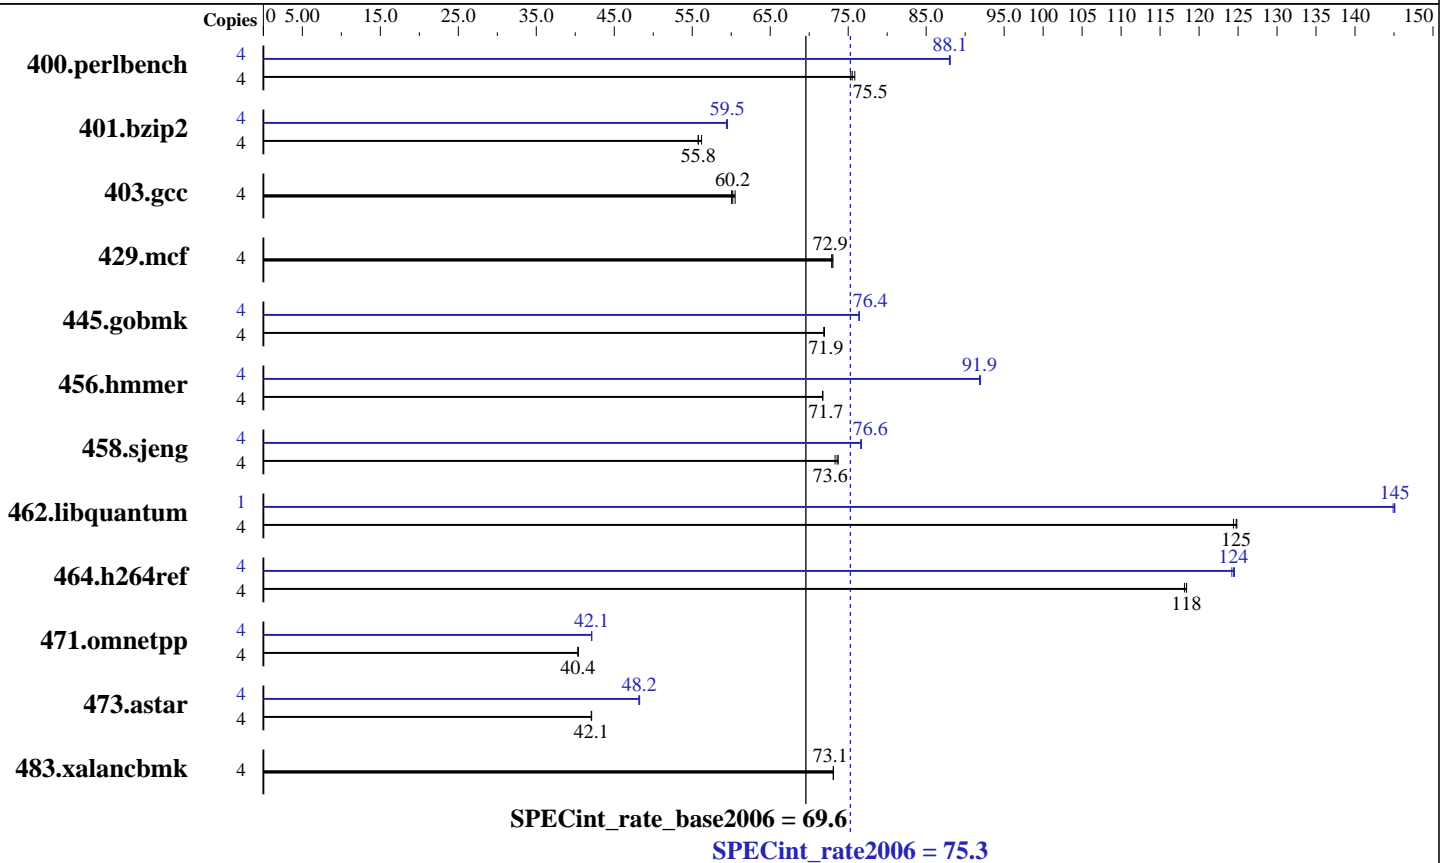 Copies 0 5.00 15.0 25.0 35.0 45.0 55.0 65.0 75.0 85.0 95.0 100 105 110 115 120 125 130 135 140 150
400.perlbench 4 88.1
4 75.5
401.bzip2 4 59.5
4 55.8
403.gcc 4 60.2
429.mcf 4 72.9
445.gobmk 4 76.4
4 71.9
456.hmmer 4 91.9
4 71.7
458.sjeng 4 76.6
4 73.6
462.libquantum 1 145
4 125
464.h264ref 4 124
4 118
471.omnetpp 4 42.1
4 40.4
473.astar 4 48.2
4 42.1
483.xalancbmk 4 73.1
SPECint_rate_base2006 = 69.6
SPECint_rate2006 = 75.3